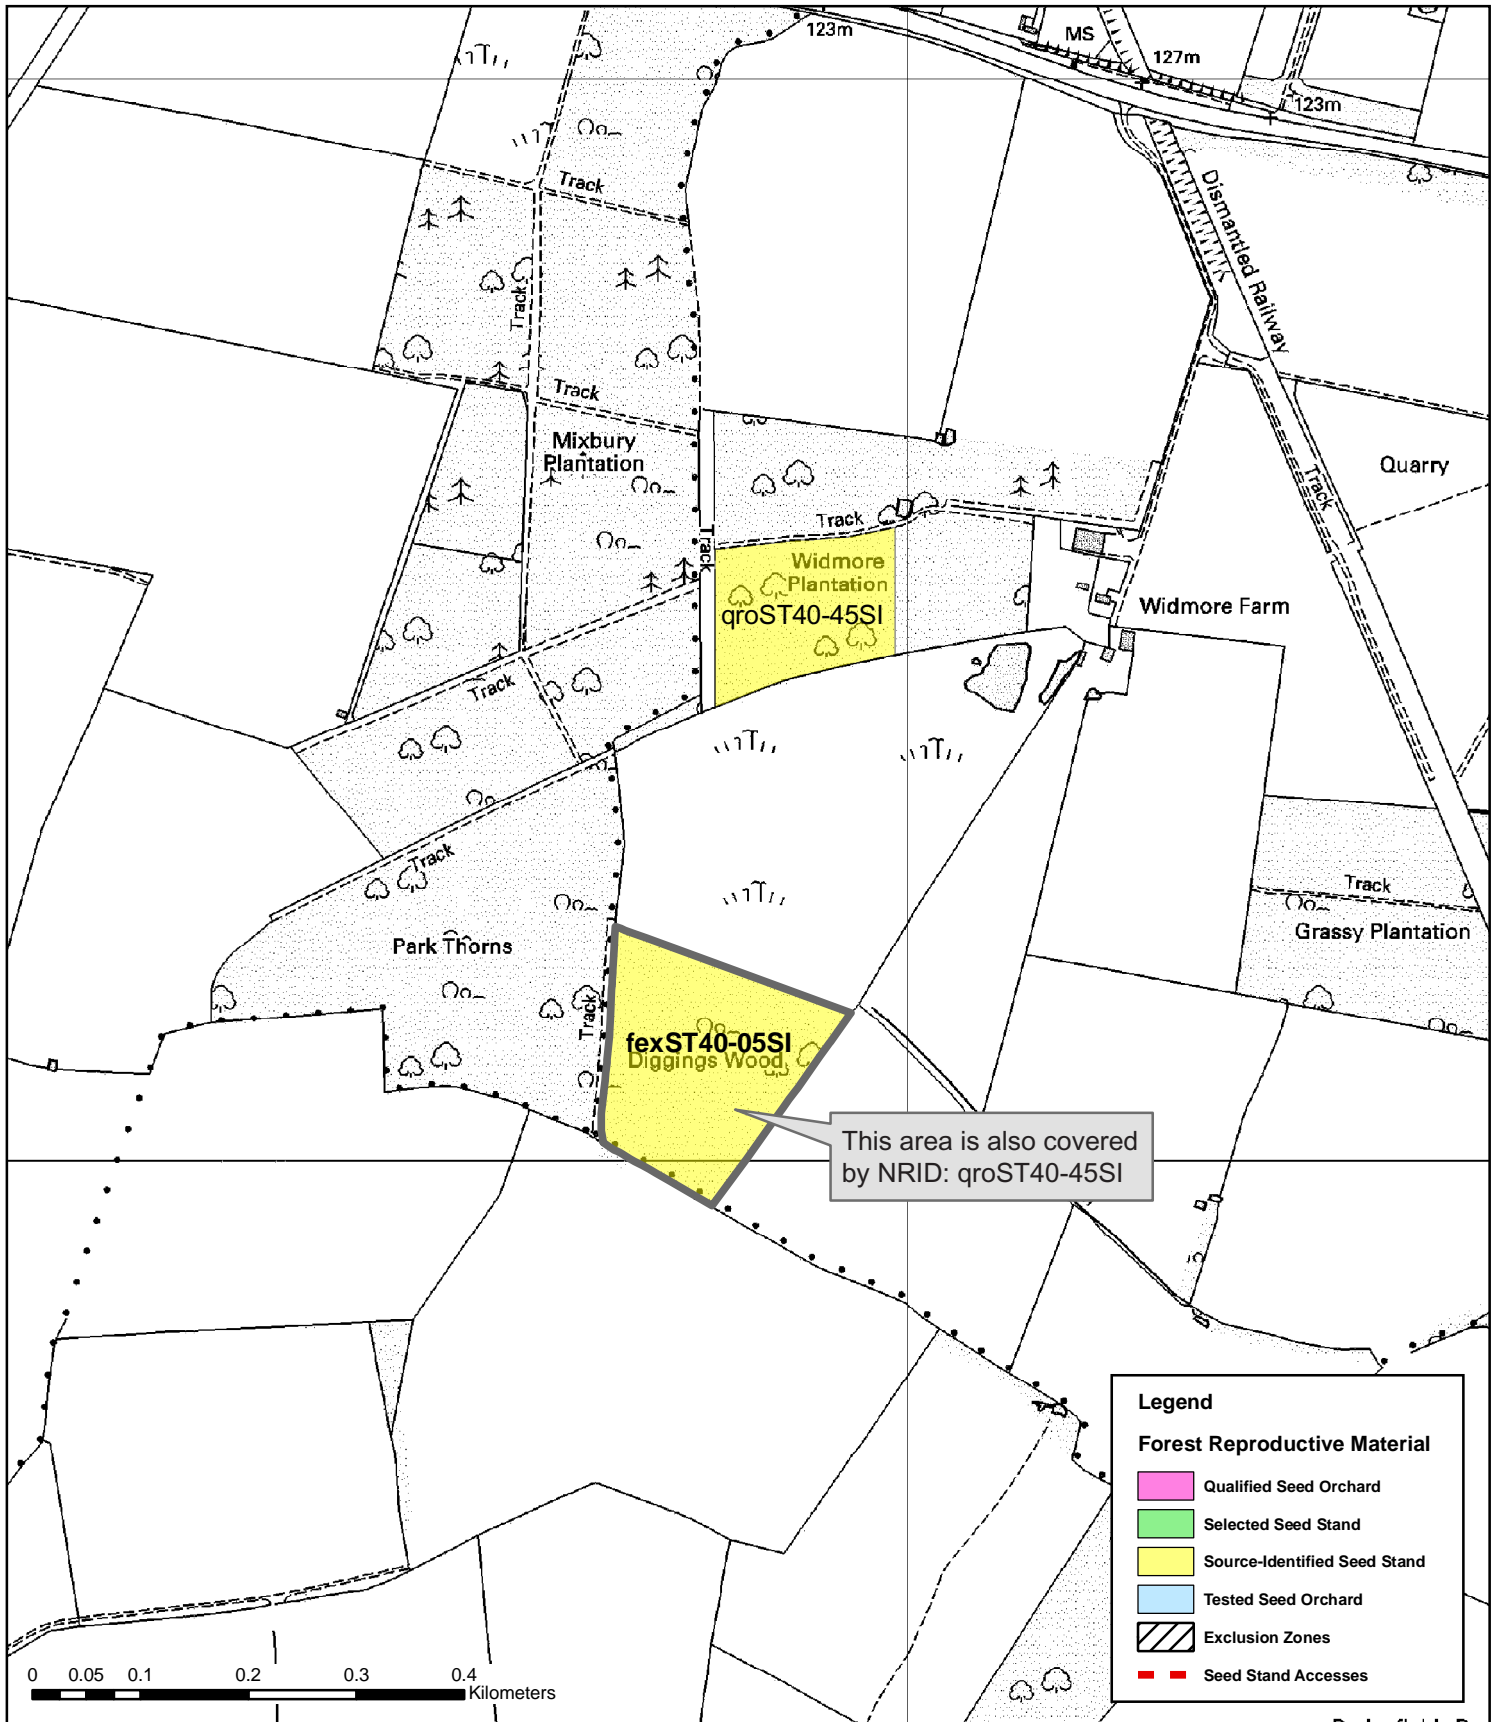 123m
MS
127m
123m
Track
Dismantled Railway
Track
Track
Mixbury
Plantation
Quarry
Track
Track
Track
Widmore
Plantation
qroST40-45SI
Widmore Farm
Track
Track
Track
Grassy Plantation
Park Thorns
Track
fexST40-05SI
Diggings Wood
This area is also covered
by NRID: qroST40-45SI
Legend
Forest Reproductive Material
Qualified Seed Orchard
Selected Seed Stand
Source-Identified Seed Stand
Tested Seed Orchard
Exclusion Zones
Seed Stand Accesses
0 0.05 0.1 0.2 0.3 0.4
Kilometers